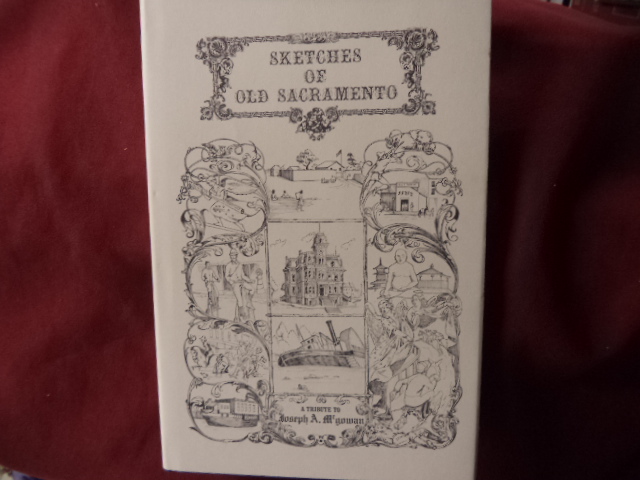 SKETCHES
OF
OLD SACRAMENTO
A TRIBUTE TO
Joseph A. McGowan